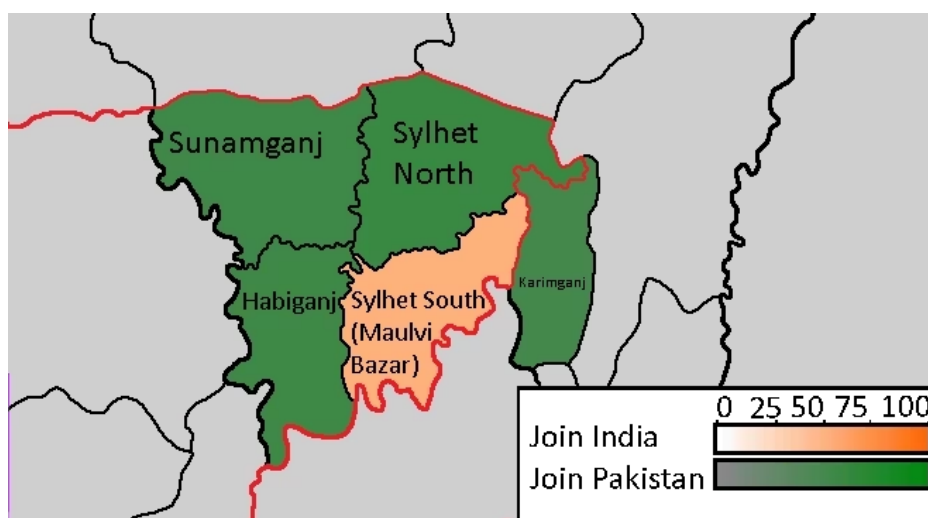 Sunamganj
Sylhet
North
Karimganj
Habiganj
Sylhet South
(Maulvi
Bazar)
0 25 50 75 100
Join India
Join Pakistan